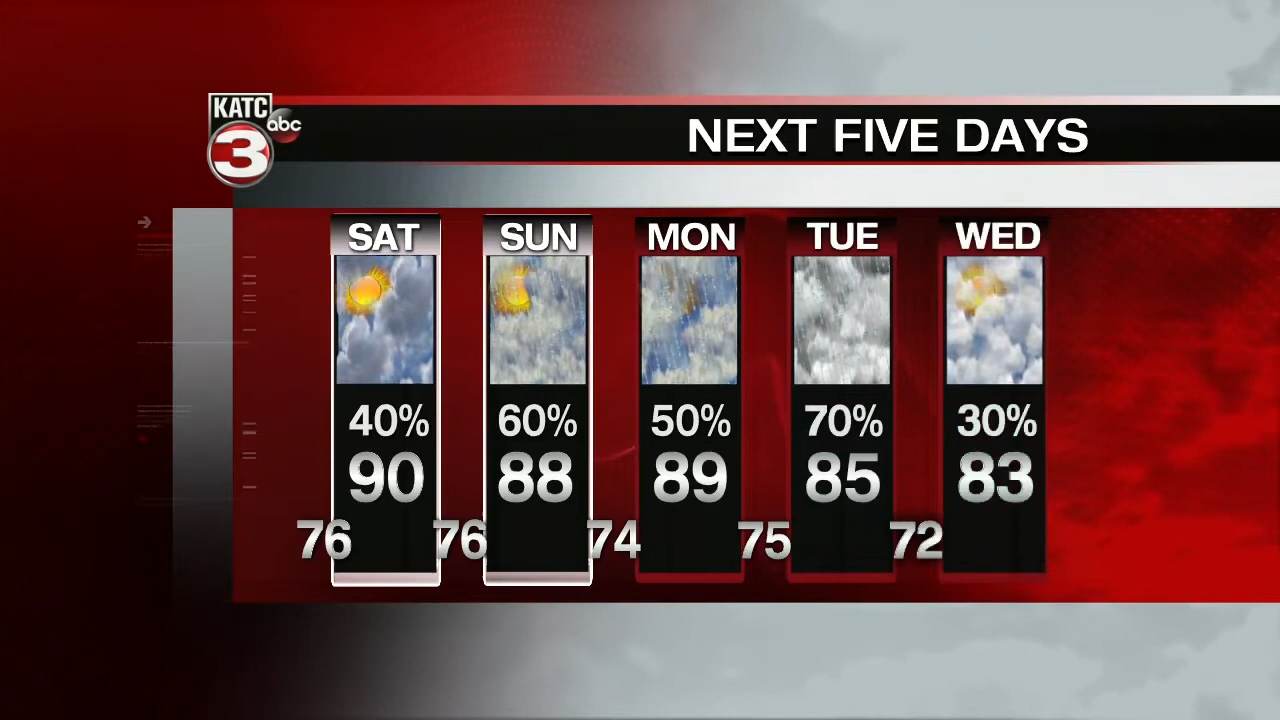 KATC
abc
3
NEXT FIVE DAYS
SAT SUN MON TUE WED
40% 60% 50% 70% 30%
90 88 89 85 83
76 76 74 75 72